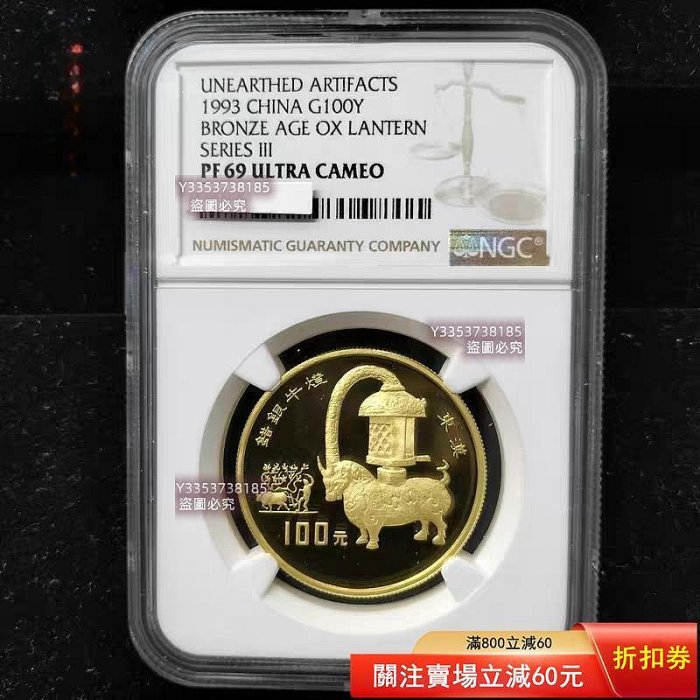 UNEARTHED ARTIFACTS
1993 CHINA G100Y
BRONZE AGE OX LANTERN
SERIES III
PF 69 ULTRA CAMEO
Y3353738185
盜圖必究
NUMISMATIC GUARANTY COMPANY
NGC®
Y3353738185
盜圖必究
錯銀牛燈
東漢
Y3353738185
盜圖必究
100元
滿800立減60
關注賣場立減60元
折扣券